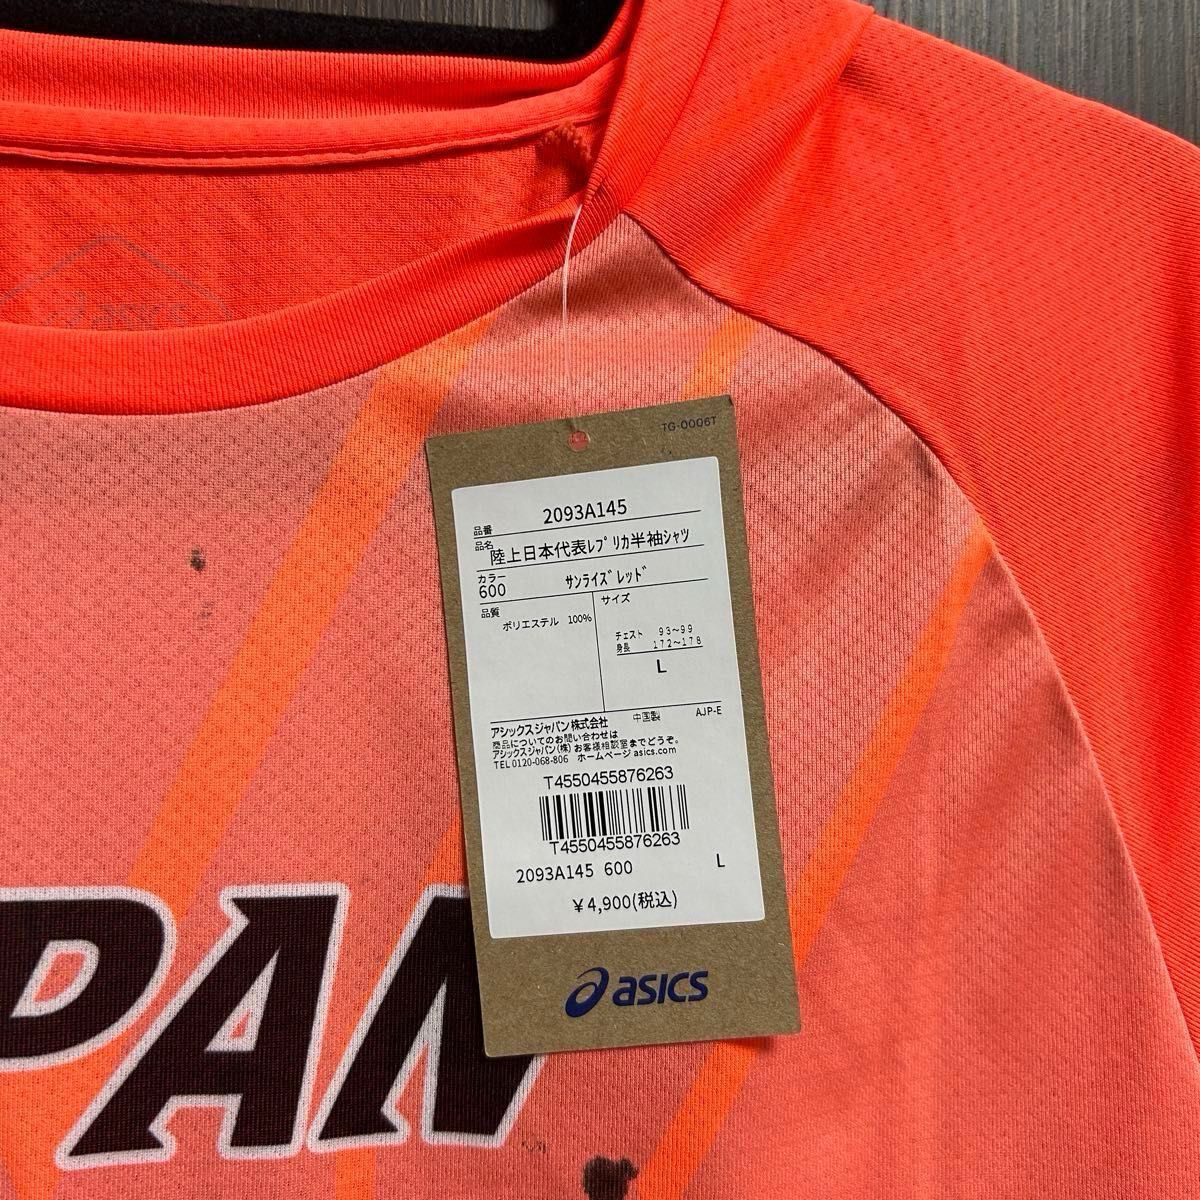 asics
TG-0006T
品番 2093A145
品名 陸上日本代表ﾚﾌﾟﾘｶ半袖ｼｬﾂ
カラー
600 ｻﾝﾗｲｽﾞﾚｯﾄﾞ
品質
ポリエステル 100%
サイズ
チェスト 93～99
身長 172～178
L
アシックスジャパン株式会社 中国製 AJP-E
商品についてのお問い合わせは
アシックスジャパン(株)お客様相談室までどうぞ。
TEL0120-068-806 ホームページasics.com
T4550455876263
T4550455876263
2093A145 600 L
￥4,900(税込)
asics
PAN